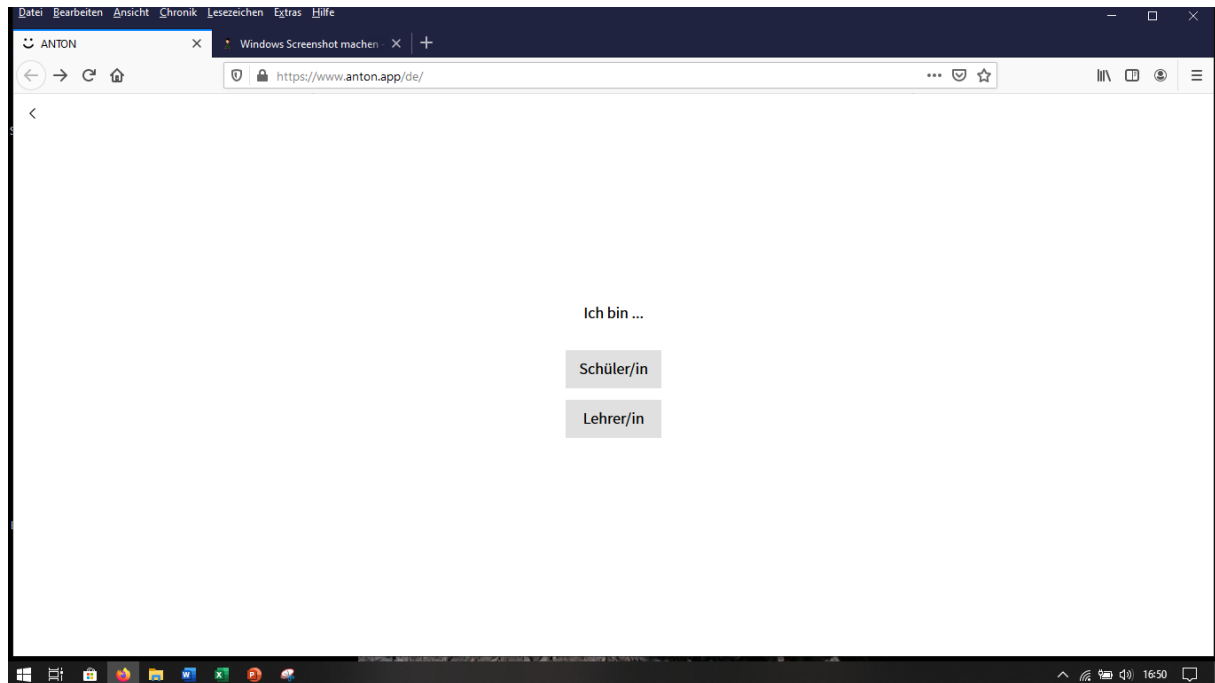 Datei Bearbeiten Ansicht Chronik Lesezeichen Extras Hilfe
ANTON
Windows Screenshot machen -
https://www.anton.app/de/
Ich bin ...
Schüler/in
Lehrer/in
16:50